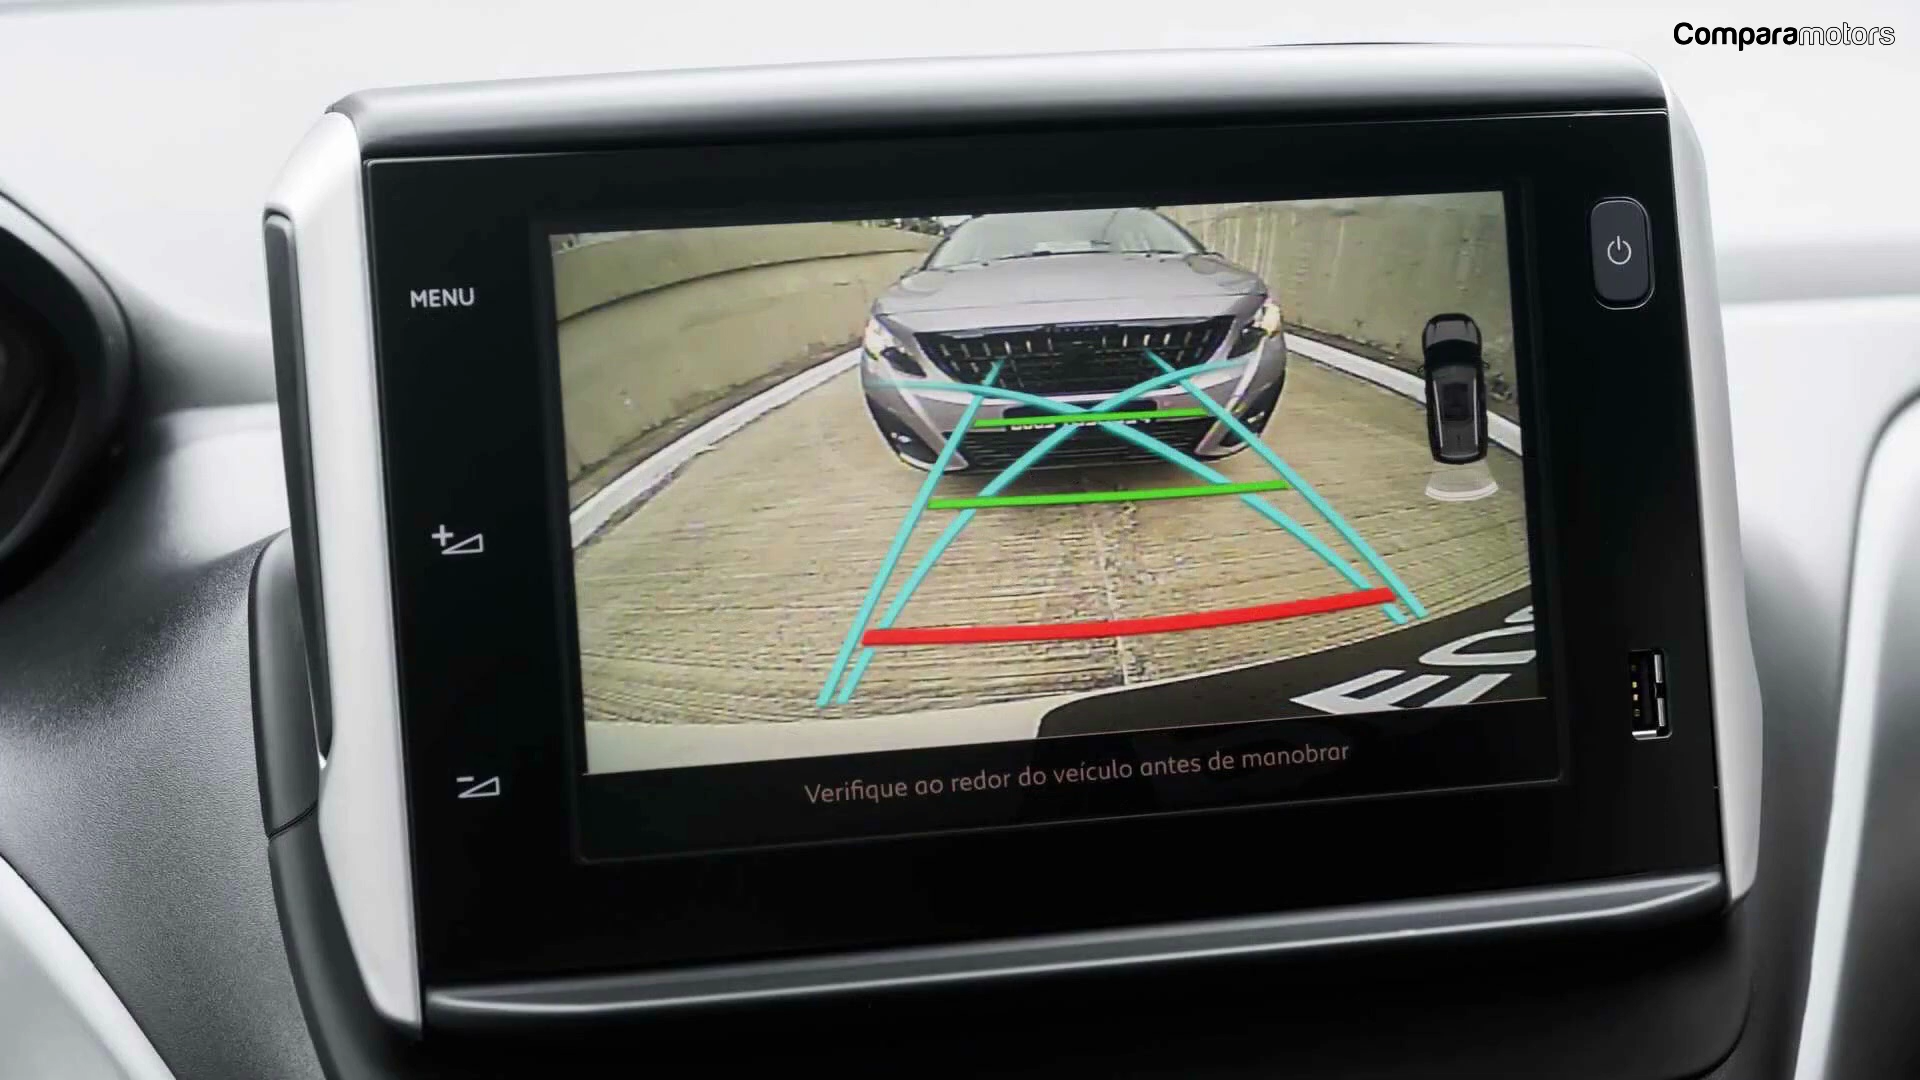 Comparamotors
MENU
Verifique ao redor do veículo antes de manobrar